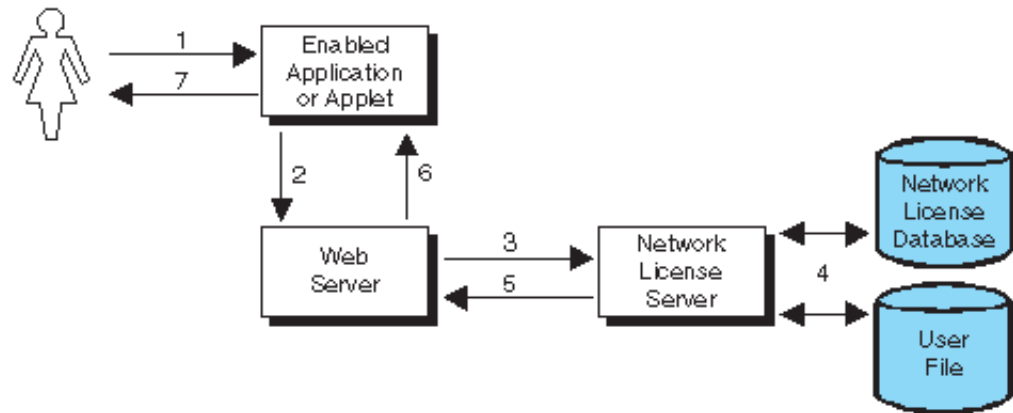 1
Enabled
Application
or Applet
7
2
6
Web
Server
3
5
Network
License
Server
4
Network
License
Database
User
File